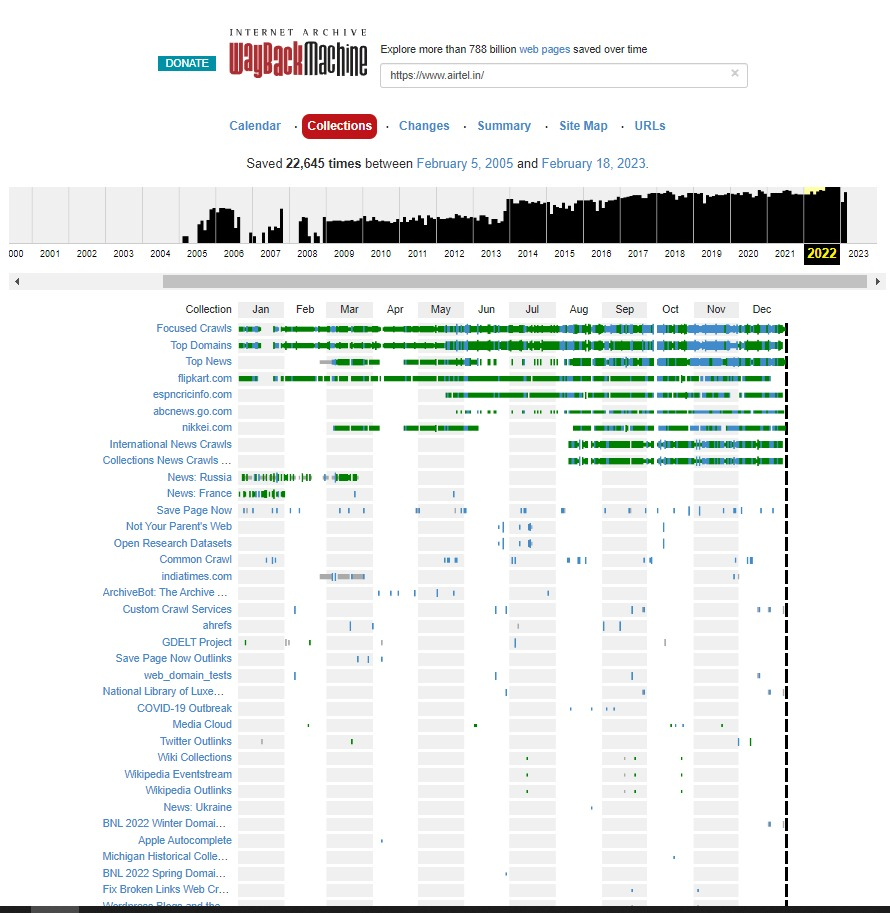 INTERNET ARCHIVE
DONATE
WayBackMachine
Explore more than 788 billion web pages saved over time
https://www.airtel.in/
×
Calendar · Collections · Changes · Summary · Site Map · URLs
Saved 22,645 times between February 5, 2005 and February 18, 2023.
000 2001 2002 2003 2004 2005 2006 2007 2008 2009 2010 2011 2012 2013 2014 2015 2016 2017 2018 2019 2020 2021 2022 2023
Collection Jan Feb Mar Apr May Jun Jul Aug Sep Oct Nov Dec
Focused Crawls
Top Domains
Top News
flipkart.com
espncricinfo.com
abcnews.go.com
nikkei.com
International News Crawls
Collections News Crawls ...
News: Russia
News: France
Save Page Now
Not Your Parent's Web
Open Research Datasets
Common Crawl
indiatimes.com
ArchiveBot: The Archive ...
Custom Crawl Services
ahrefs
GDELT Project
Save Page Now Outlinks
web_domain_tests
National Library of Luxe...
COVID-19 Outbreak
Media Cloud
Twitter Outlinks
Wiki Collections
Wikipedia Eventstream
Wikipedia Outlinks
News: Ukraine
BNL 2022 Winter Domai...
Apple Autocomplete
Michigan Historical Colle...
BNL 2022 Spring Domai...
Fix Broken Links Web Cr...
Wordpress Blogs and the...